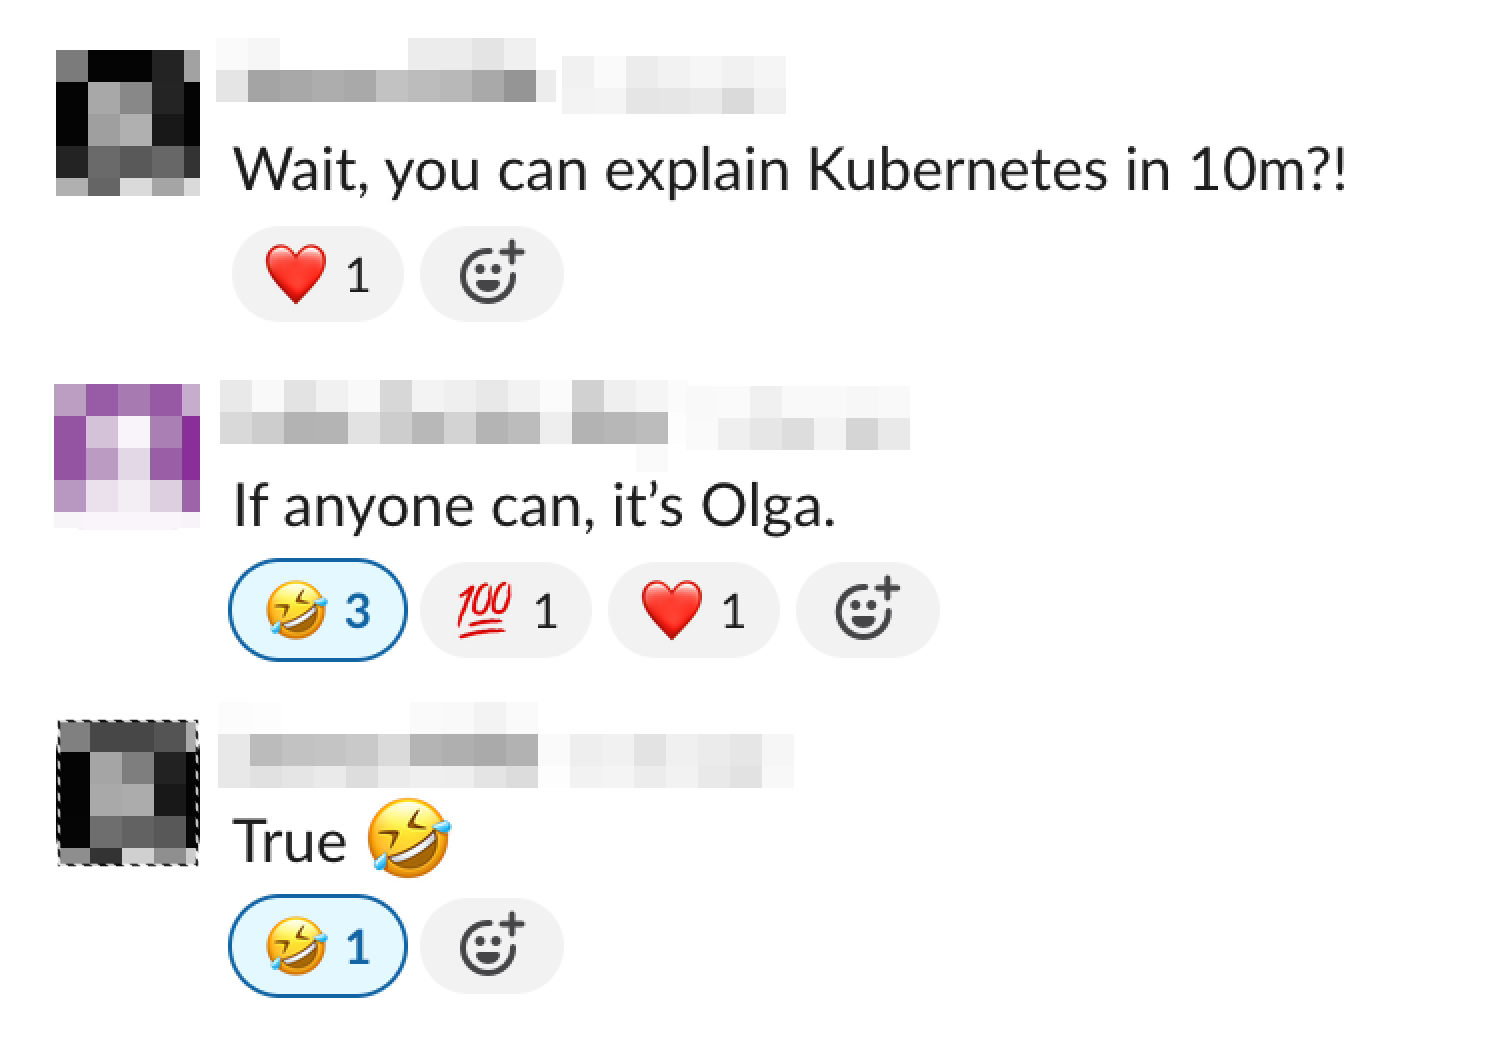 Wait, you can explain Kubernetes in 10m?!
❤️ 1
If anyone can, it’s Olga.
🤣 3 💯 1 ❤️ 1
True 🤣
🤣 1